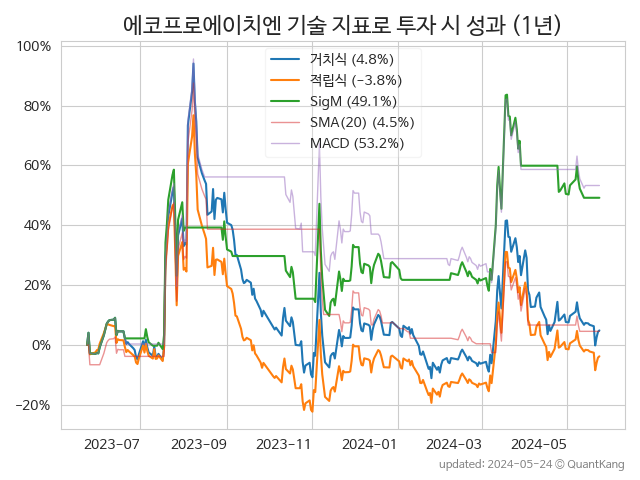 에코프로에이치엔 기술 지표로 투자 시 성과 (1년)
거치식 (4.8%)
적립식 (−3.8%)
SigM (49.1%)
SMA(20) (4.5%)
MACD (53.2%)
100%
80%
60%
40%
20%
0%
−20%
2023-07
2023-09
2023-11
2024-01
2024-03
2024-05
updated: 2024-05-24 © QuantKang